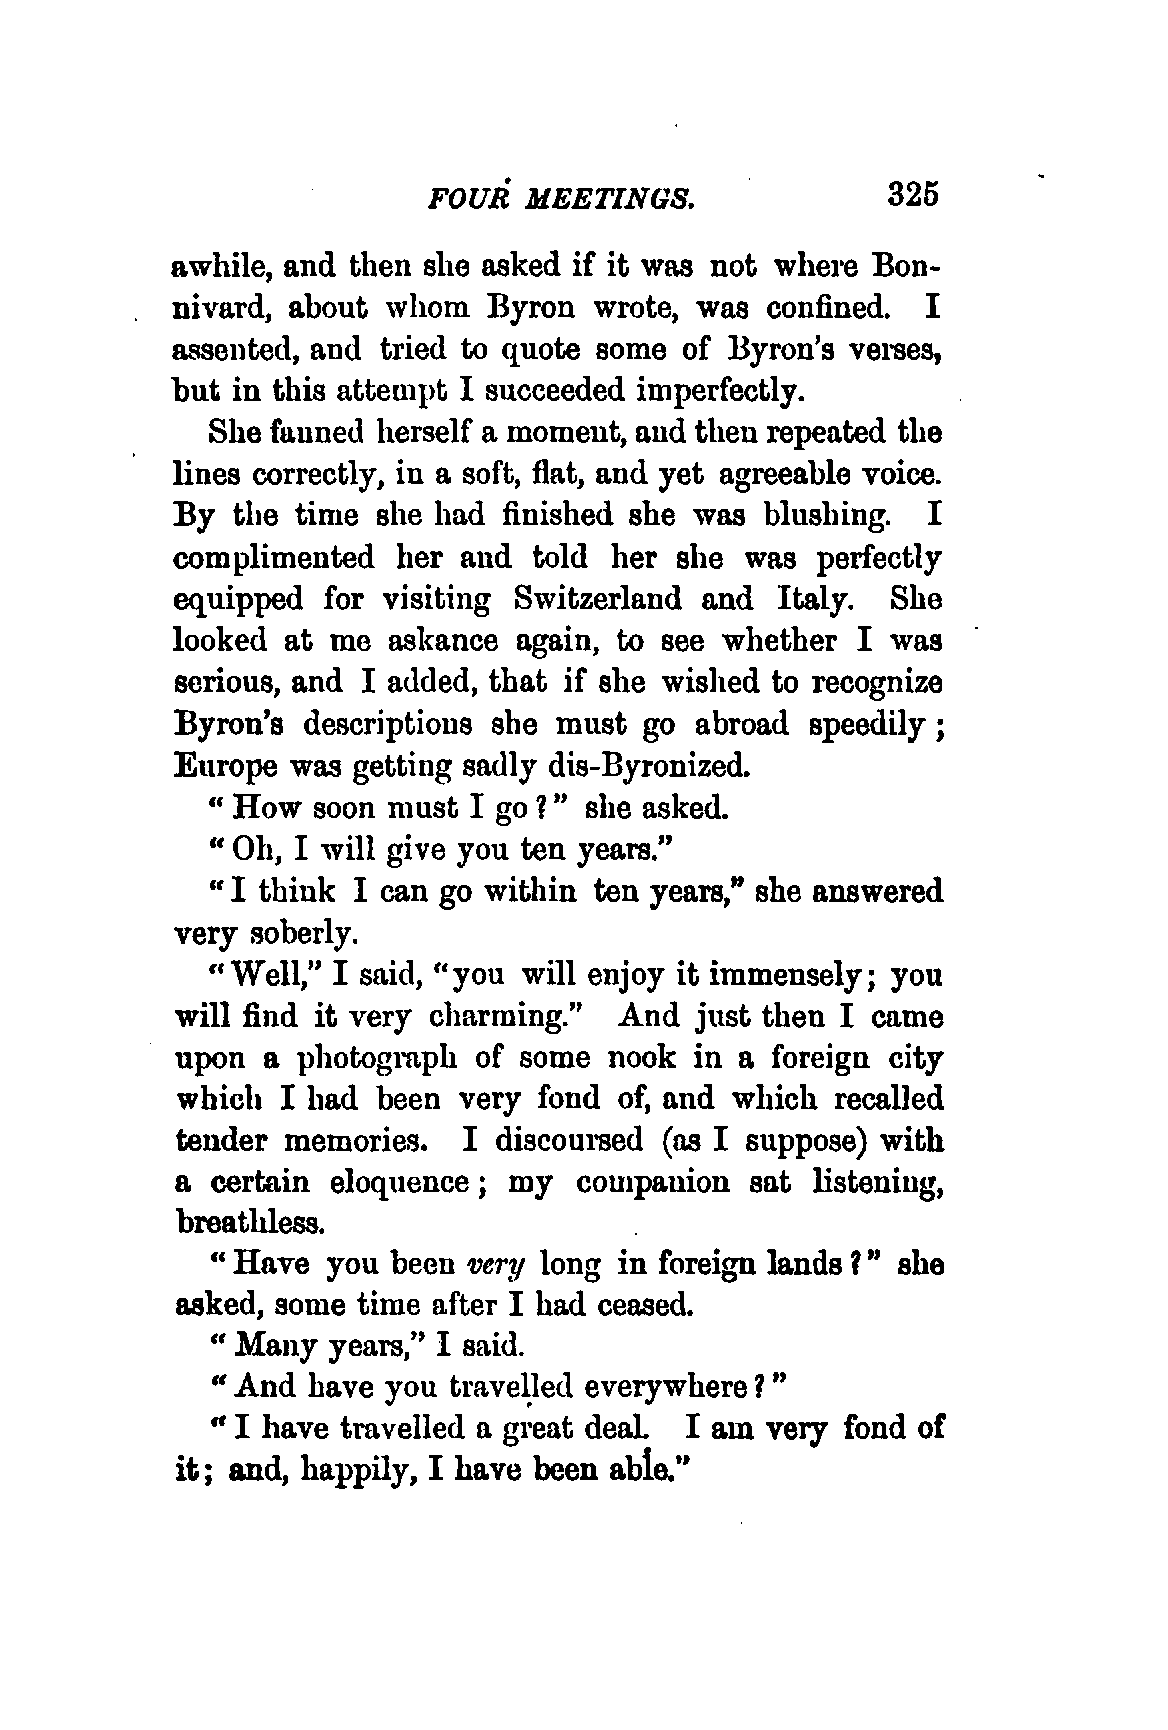 FOUR MEETINGS. 325
awhile, and then she asked if it was not where Bon-
nivard, about whom Byron wrote, was confined. I
assented, and tried to quote some of Byron's verses,
but in this attempt I succeeded imperfectly.
She fanned herself a moment, and then repeated the
lines correctly, in a soft, flat, and yet agreeable voice.
By the time she had finished she was blushing. I
complimented her and told her she was perfectly
equipped for visiting Switzerland and Italy. She
looked at me askance again, to see whether I was
serious, and I added, that if she wished to recognize
Byron's descriptions she must go abroad speedily;
Europe was getting sadly dis-Byronized.
"How soon must I go?" she asked.
"Oh, I will give you ten years."
"I think I can go within ten years," she answered
very soberly.
"Well," I said, "you will enjoy it immensely; you
will find it very charming." And just then I came
upon a photograph of some nook in a foreign city
which I had been very fond of, and which recalled
tender memories. I discoursed (as I suppose) with
a certain eloquence; my companion sat listening,
breathless.
"Have you been very long in foreign lands?" she
asked, some time after I had ceased.
"Many years," I said.
"And have you travelled everywhere?"
"I have travelled a great deal. I am very fond of
it; and, happily, I have been able."